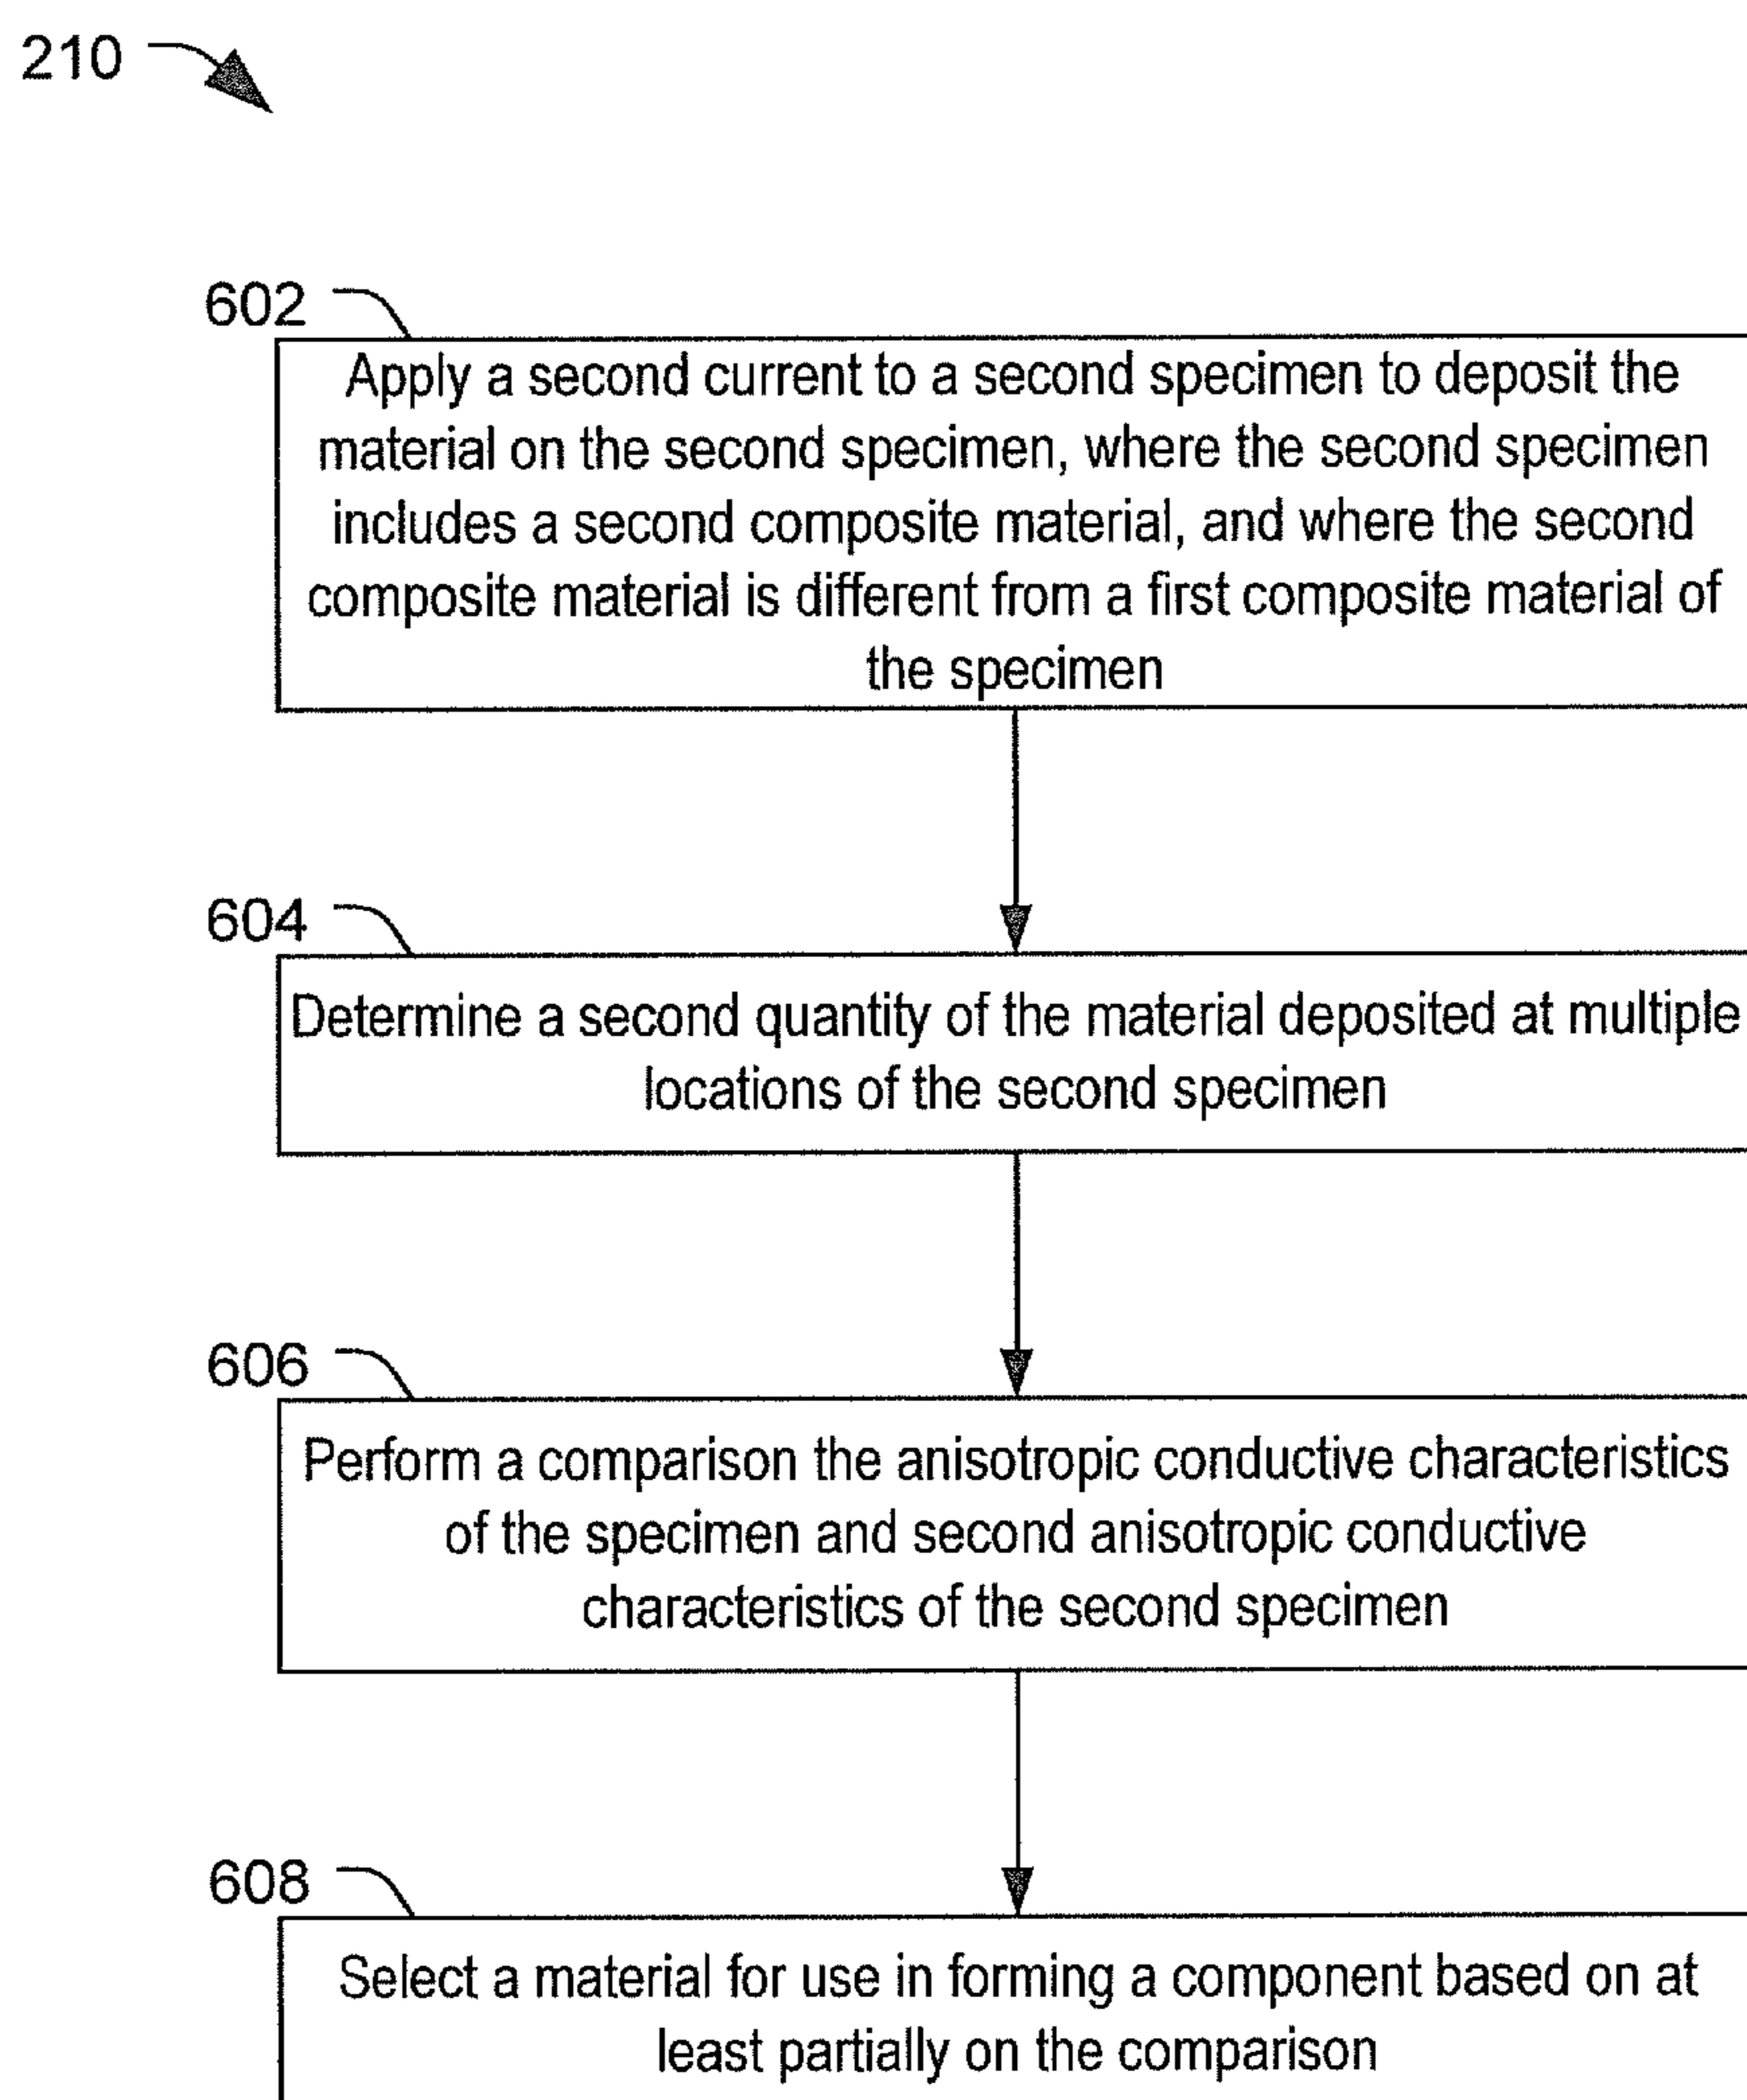 210
602
Apply a second current to a second specimen to deposit the
material on the second specimen, where the second specimen
includes a second composite material, and where the second
composite material is different from a first composite material of
the specimen
604
Determine a second quantity of the material deposited at multiple
locations of the second specimen
606
Perform a comparison the anisotropic conductive characteristics
of the specimen and second anisotropic conductive
characteristics of the second specimen
608
Select a material for use in forming a component based on at
least partially on the comparison